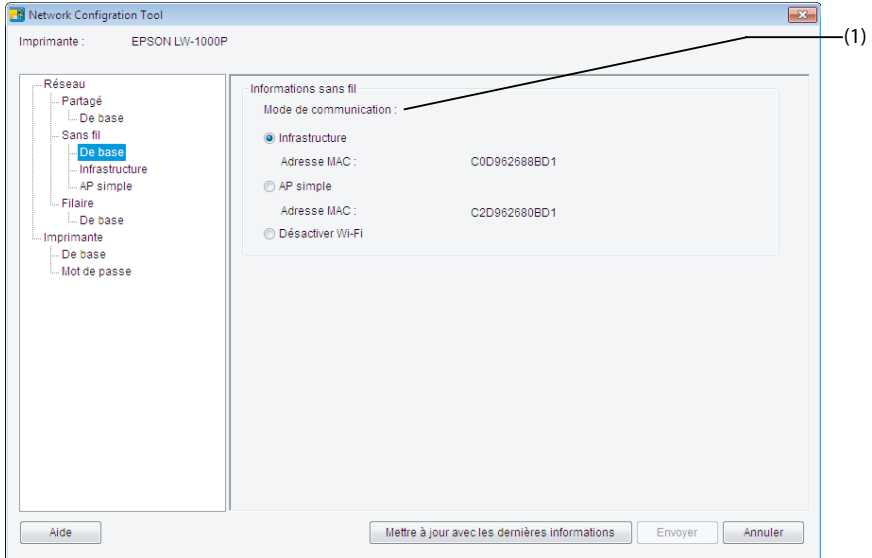 Network Configration Tool
Imprimante : EPSON LW-1000P
(1)
Réseau
Partagé
De base
Sans fil
De base
Infrastructure
AP simple
Filaire
De base
Imprimante
De base
Mot de passe
Informations sans fil
Mode de communication :
Infrastructure
Adresse MAC : C0D962688BD1
AP simple
Adresse MAC : C2D962680BD1
Désactiver Wi-Fi
Aide
Mettre à jour avec les dernières informations
Envoyer
Annuler